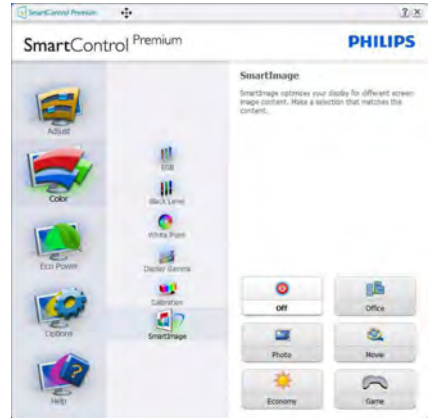 SmartControl Premium
SmartControl Premium
PHILIPS
SmartImage
SmartImage optimizes your display for different screen
image content. Make a selection that matches the
content.
Adjust
Color
Eco Power
Options
Help
RGB
Black Level
White Point
Display Gamma
Calibration
SmartImage
Off
Office
Photo
Movie
Economy
Game